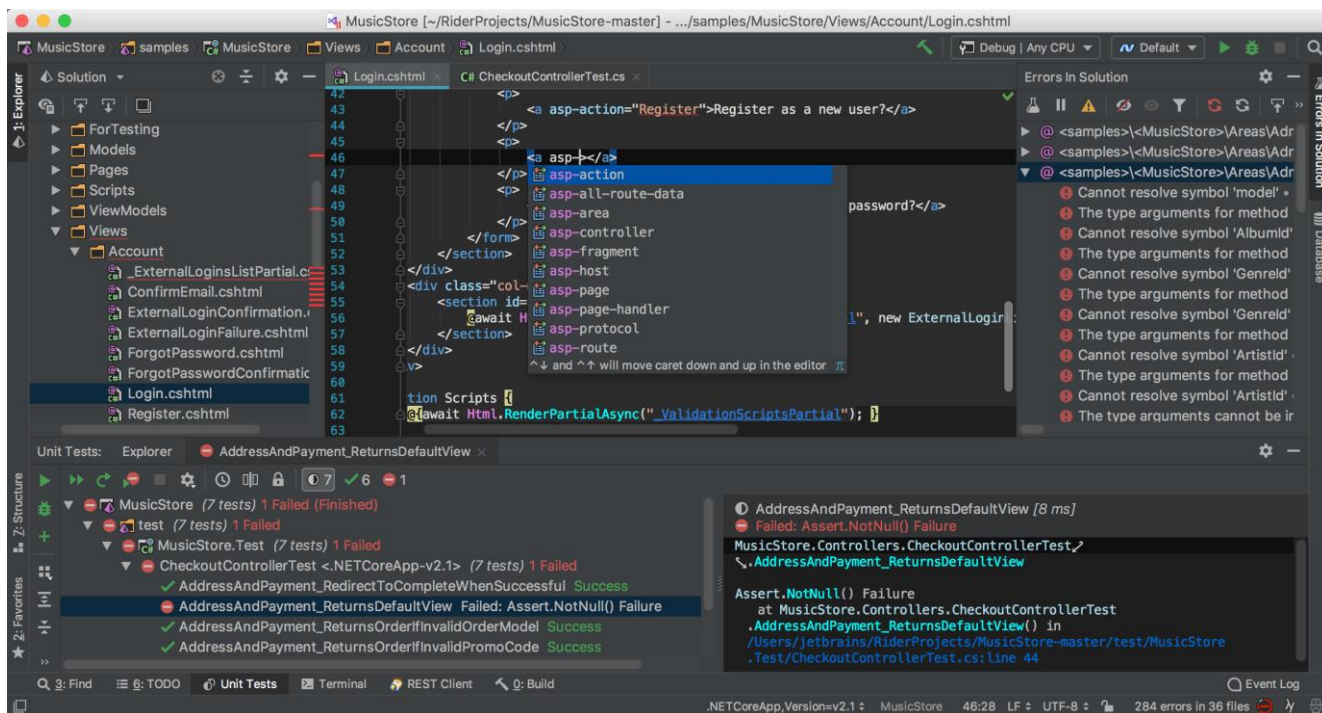 MusicStore [~/RiderProjects/MusicStore-master] - .../samples/MusicStore/Views/Account/Login.cshtml
MusicStore samples MusicStore Views Account Login.cshtml
Debug | Any CPU Default
1: Explorer
Solution
Login.cshtml C# CheckoutControllerTest.cs
Errors In Solution
ForTesting
Models
Pages
Scripts
ViewModels
Views
Account
_ExternalLoginsListPartial.cs
ConfirmEmail.cshtml
ExternalLoginConfirmation.
ExternalLoginFailure.cshtml
ForgotPassword.cshtml
ForgotPasswordConfirmatic
Login.cshtml
Register.cshtml
42 <p>
43 <a asp-action="Register">Register as a new user?</a>
44 </p>
45 <p>
46 <a asp-></a>
47 </p>
48 <p>
49 password?</a>
50 </p>
51 </form>
52 </section>
53 </div>
54 <div class="col-
55 <section id=
56 @await H l", new ExternalLogin
57 </section>
58 </div>
59 v>
60
61 tion Scripts {
62 @{await Html.RenderPartialAsync("_ValidationScriptsPartial"); }
63
asp-action
asp-all-route-data
asp-area
asp-controller
asp-fragment
asp-host
asp-page
asp-page-handler
asp-protocol
asp-route
^↓ and ^↑ will move caret down and up in the editor π
@ <samples>\<MusicStore>\Areas\Adr
@ <samples>\<MusicStore>\Areas\Adr
@ <samples>\<MusicStore>\Areas\Adr
Cannot resolve symbol 'model'
The type arguments for method
Cannot resolve symbol 'AlbumId'
The type arguments for method
Cannot resolve symbol 'GenreId'
The type arguments for method
Cannot resolve symbol 'GenreId'
The type arguments for method
Cannot resolve symbol 'ArtistId'
The type arguments for method
Cannot resolve symbol 'ArtistId'
The type arguments cannot be ir
Errors In Solution
Database
Unit Tests: Explorer AddressAndPayment_ReturnsDefaultView
7 6 1
MusicStore (7 tests) 1 Failed (Finished)
test (7 tests) 1 Failed
MusicStore.Test (7 tests) 1 Failed
CheckoutControllerTest <.NETCoreApp-v2.1> (7 tests) 1 Failed
AddressAndPayment_RedirectToCompleteWhenSuccessful Success
AddressAndPayment_ReturnsDefaultView Failed: Assert.NotNull() Failure
AddressAndPayment_ReturnsOrderIfInvalidOrderModel Success
AddressAndPayment_ReturnsOrderIfInvalidPromoCode Success
AddressAndPayment_ReturnsDefaultView [8 ms]
Failed: Assert.NotNull() Failure
MusicStore.Controllers.CheckoutControllerTest
.AddressAndPayment_ReturnsDefaultView
Assert.NotNull() Failure
at MusicStore.Controllers.CheckoutControllerTest
.AddressAndPayment_ReturnsDefaultView() in
/Users/jetbrains/RiderProjects/MusicStore-master/test/MusicStore
.Test/CheckoutControllerTest.cs:line 44
Z: Structure
2: Favorites
3: Find 6: TODO Unit Tests Terminal REST Client 0: Build Event Log
.NETCoreApp,Version=v2.1 MusicStore 46:28 LF UTF-8 284 errors in 36 files